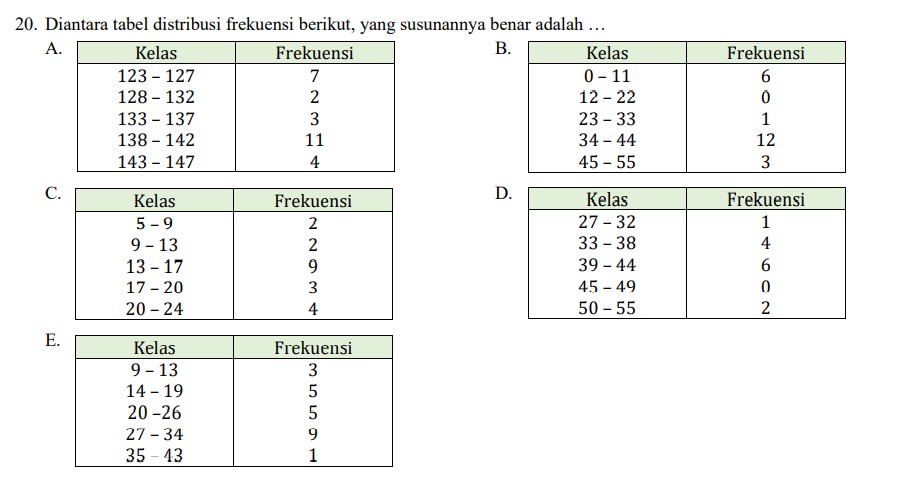 20. Diantara tabel distribusi frekuensi berikut, yang susunannya benar adalah …
A.
Kelas Frekuensi
123 – 127 7
128 – 132 2
133 – 137 3
138 – 142 11
143 – 147 4
B.
Kelas Frekuensi
0 – 11 6
12 – 22 0
23 – 33 1
34 – 44 12
45 – 55 3
C.
Kelas Frekuensi
5 – 9 2
9 – 13 2
13 – 17 9
17 – 20 3
20 – 24 4
D.
Kelas Frekuensi
27 – 32 1
33 – 38 4
39 – 44 6
45 – 49 0
50 – 55 2
E.
Kelas Frekuensi
9 – 13 3
14 – 19 5
20 –26 5
27 – 34 9
35 – 43 1